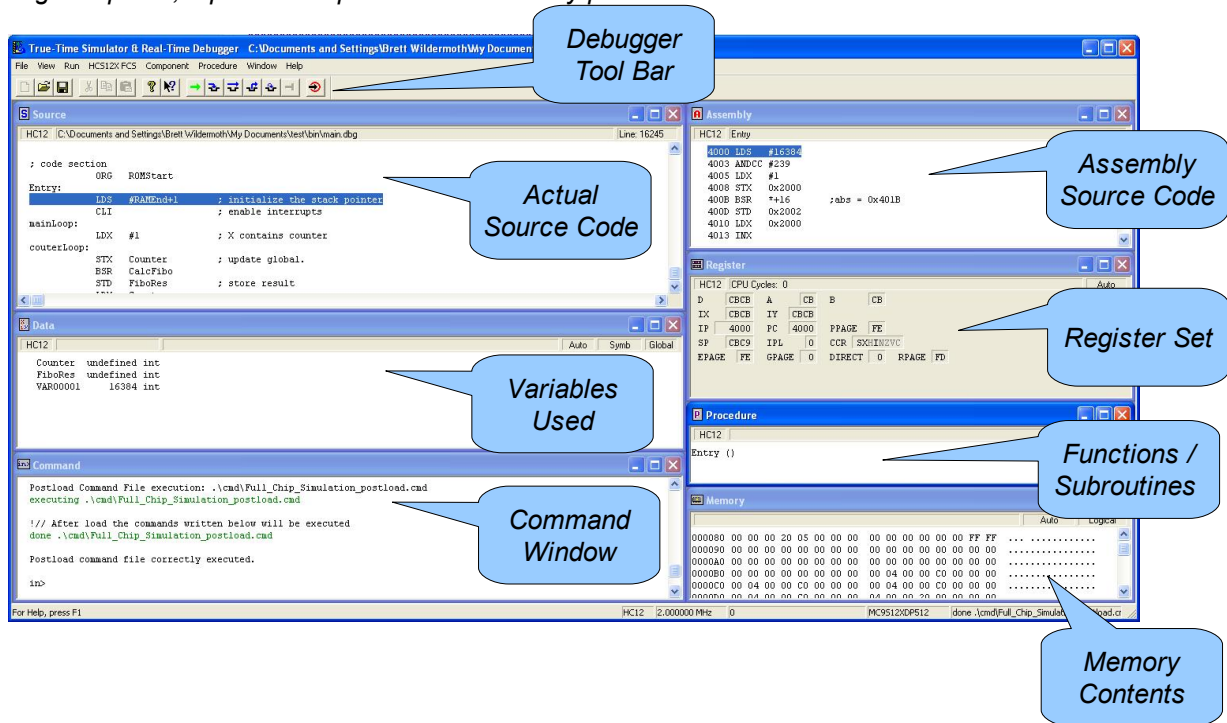 Debugger
Tool Bar
True-Time Simulator & Real-Time Debugger C:\Documents and Settings\Brett Wildermoth\My Documen
File View Run HCS12X FCS Component Procedure Window Help
Source
HC12 C:\Documents and Settings\Brett Wildermoth\My Documents\test\bin\main.dbg Line: 16245
; code section
ORG ROMStart
Entry:
LDS #RAMEnd+1 ; initialize the stack pointer
CLI ; enable interrupts
mainLoop:
LDX #1 ; X contains counter
couterLoop:
STX Counter ; update global.
BSR CalcFibo
STD FiboRes ; store result
Actual
Source Code
Assembly
HC12 Entry
4000 LDS #16384
4003 ANDCC #239
4005 LDX #1
4008 STX 0x2000
400B BSR *+16 ;abs = 0x401B
400D STD 0x2002
4010 LDX 0x2000
4013 INX
Assembly
Source Code
Register
HC12 CPU Cycles: 0 Auto
D CBCB A CB B CB
IX CBCB IY CBCB
IP 4000 PC 4000 PPAGE FE
SP CBC9 IPL 0 CCR SXHINZVC
EPAGE FE GPAGE 0 DIRECT 0 RPAGE FD
Register Set
Data
HC12 Auto Symb Global
Counter undefined int
FiboRes undefined int
VAR00001 16384 int
Variables
Used
Procedure
HC12
Entry ()
Functions /
Subroutines
Command
Postload Command File execution: .\cmd\Full_Chip_Simulation_postload.cmd
executing .\cmd\Full_Chip_Simulation_postload.cmd
!// After load the commands written below will be executed
done .\cmd\Full_Chip_Simulation_postload.cmd
Postload command file correctly executed.
in>
Command
Window
Memory
Auto Logical
000080 00 00 00 20 05 00 00 00 00 00 00 00 00 00 FF FF ... ............
000090 00 00 00 00 00 00 00 00 00 00 00 00 00 00 00 00 ................
0000A0 00 00 00 00 00 00 00 00 00 00 00 00 00 00 00 00 ................
0000B0 00 00 00 00 00 00 00 00 00 04 00 00 C0 00 00 00 ................
0000C0 00 04 00 00 C0 00 00 00 00 04 00 00 C0 00 00 00 ................
Memory
Contents
For Help, press F1 HC12 2.000000 MHz 0 MC9S12XDP512 done .\cmd\Full_Chip_Simulat